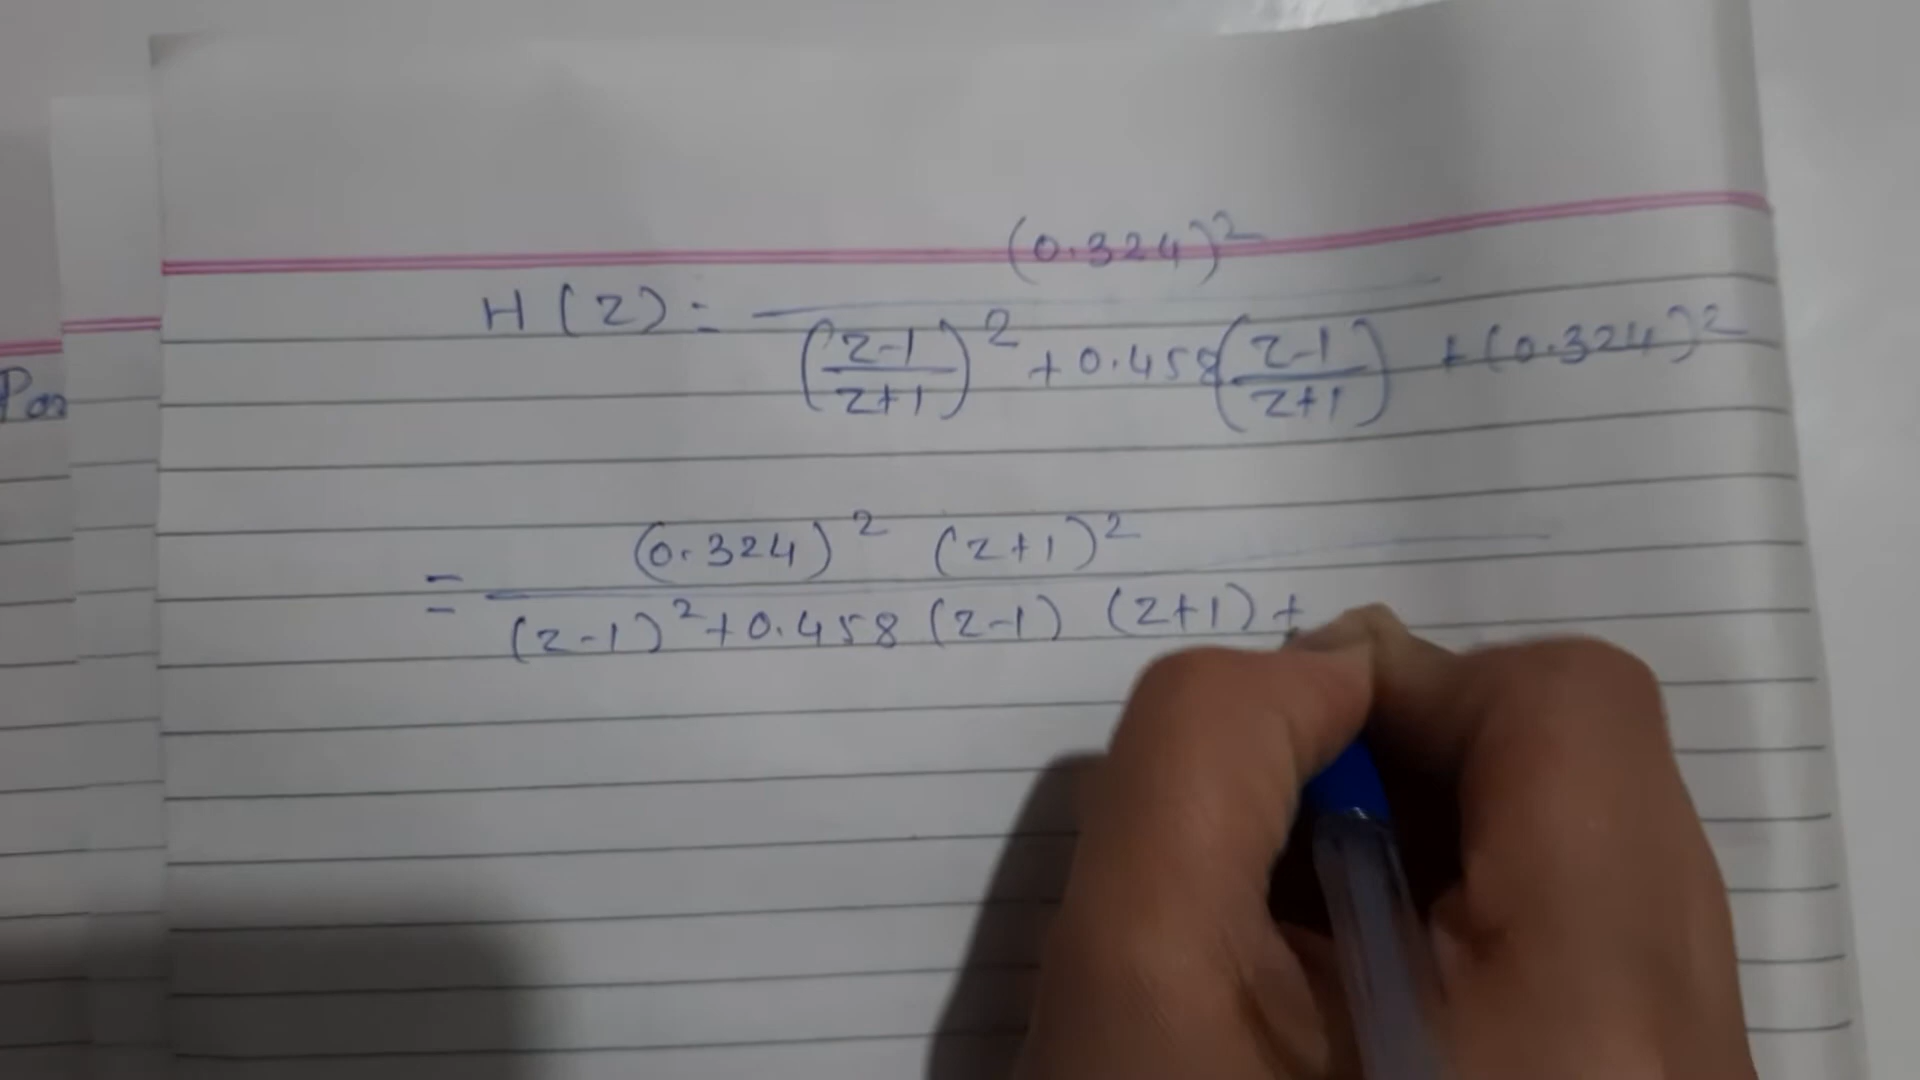 (0.324)²
H(z) = ――――――――――
((z-1)/(z+1))² + 0.458((z-1)/(z+1)) + (0.324)²
Par
(0.324)² (z+1)²
= ――――――――――
(z-1)² + 0.458 (z-1) (z+1) +